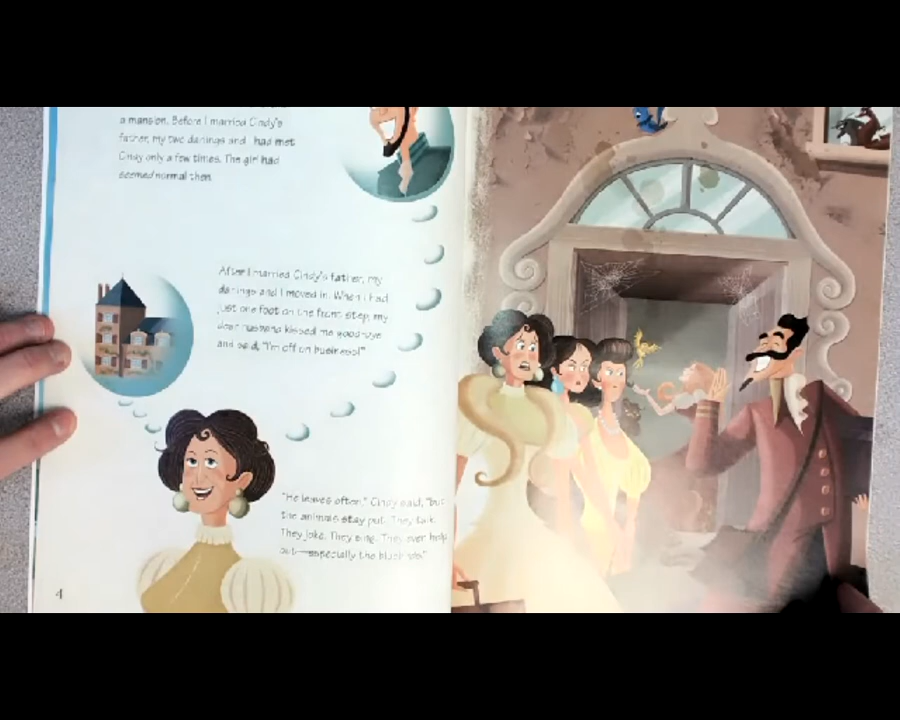 a mansion. Before I married Cindy's
father, my two darlings and I had met
Cindy only a few times. The girl had
seemed normal then.
After I married Cindy's father, my
darlings and I moved in. When I had
just one foot on the front step, my
dear husband kissed me goodbye
and said, "I'm off on business!"
"He leaves often," Cindy said, "but
the animals stay put. They talk.
They joke. They sing. They even help
out—especially the bluebirds."
4